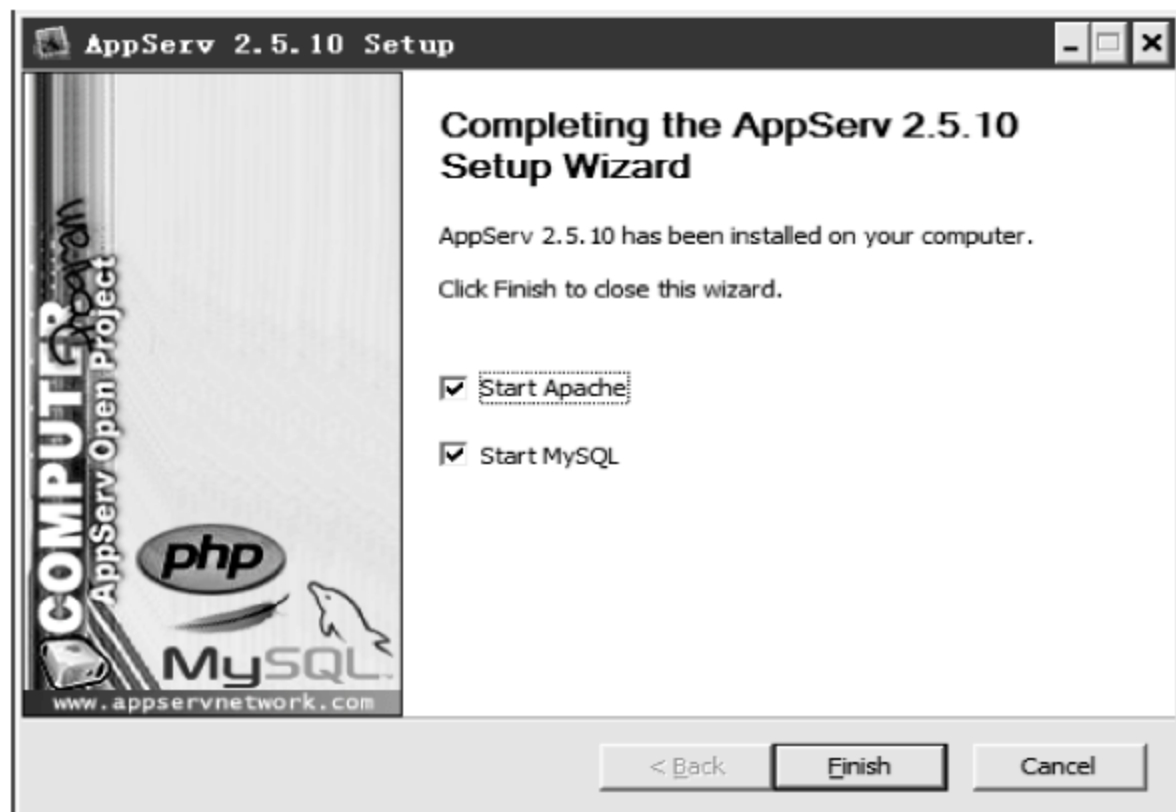 AppServ 2.5.10 Setup
Completing the AppServ 2.5.10
Setup Wizard
AppServ 2.5.10 has been installed on your computer.
Click Finish to close this wizard.
Start Apache
Start MySQL
COMPUTER
program
AppServ Open Project
php
MySQL
www.appservnetwork.com
< Back
Finish
Cancel